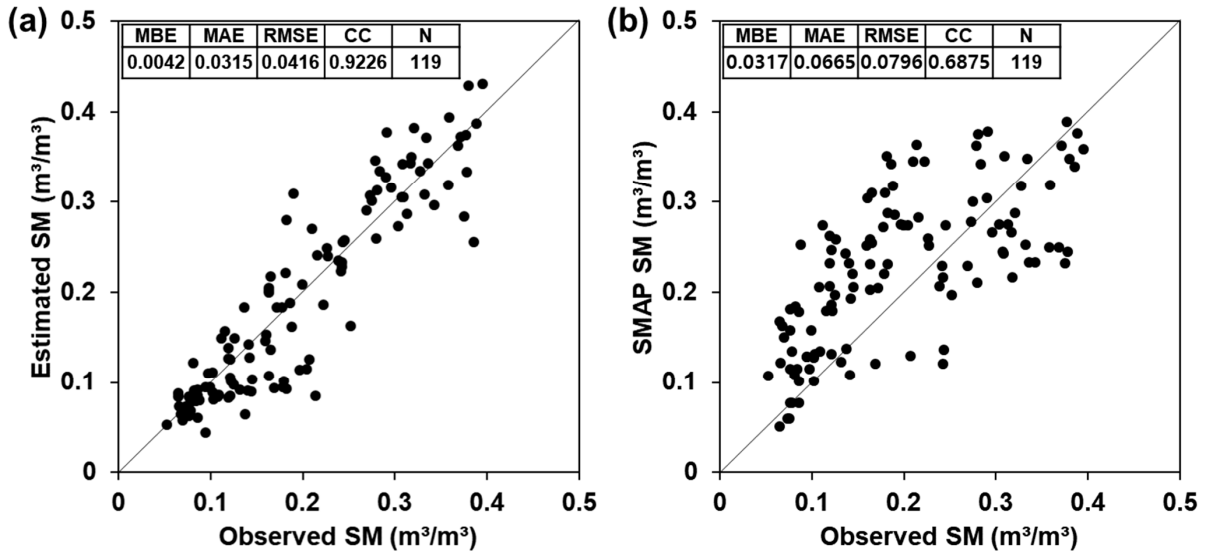 (a)
MBE MAE RMSE CC N
0.0042 0.0315 0.0416 0.9226 119
Estimated SM (m³/m³)
0.5
0.4
0.3
0.2
0.1
0
0 0.1 0.2 0.3 0.4 0.5
Observed SM (m³/m³)
(b)
MBE MAE RMSE CC N
0.0317 0.0665 0.0796 0.6875 119
SMAP SM (m³/m³)
0.5
0.4
0.3
0.2
0.1
0
0 0.1 0.2 0.3 0.4 0.5
Observed SM (m³/m³)